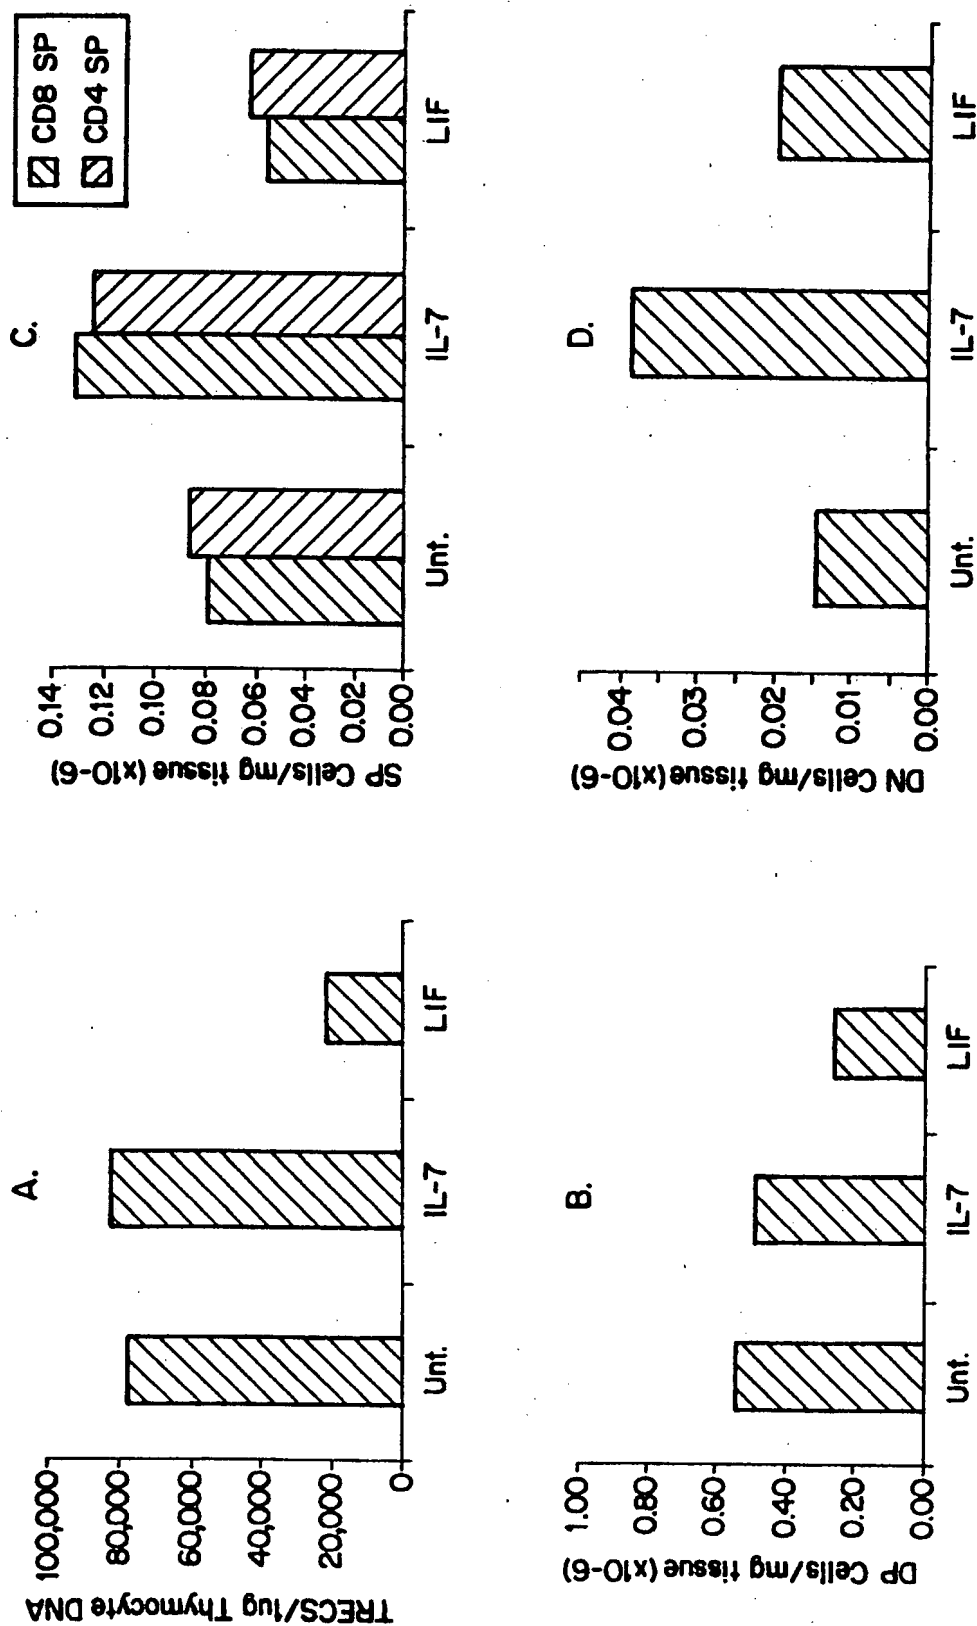 A.
TRECS/1ug Thymocyte DNA
100,000
80,000
60,000
40,000
20,000
0
Unt. IL-7 LIF
B.
DP Cells/mg tissue (x10-6)
1.00
0.80
0.60
0.40
0.20
0.00
Unt. IL-7 LIF
C.
CD8 SP
CD4 SP
SP Cells/mg tissue (x10-6)
0.14
0.12
0.10
0.08
0.06
0.04
0.02
0.00
Unt. IL-7 LIF
D.
DN Cells/mg tissue (x10-6)
0.04
0.03
0.02
0.01
0.00
Unt. IL-7 LIF